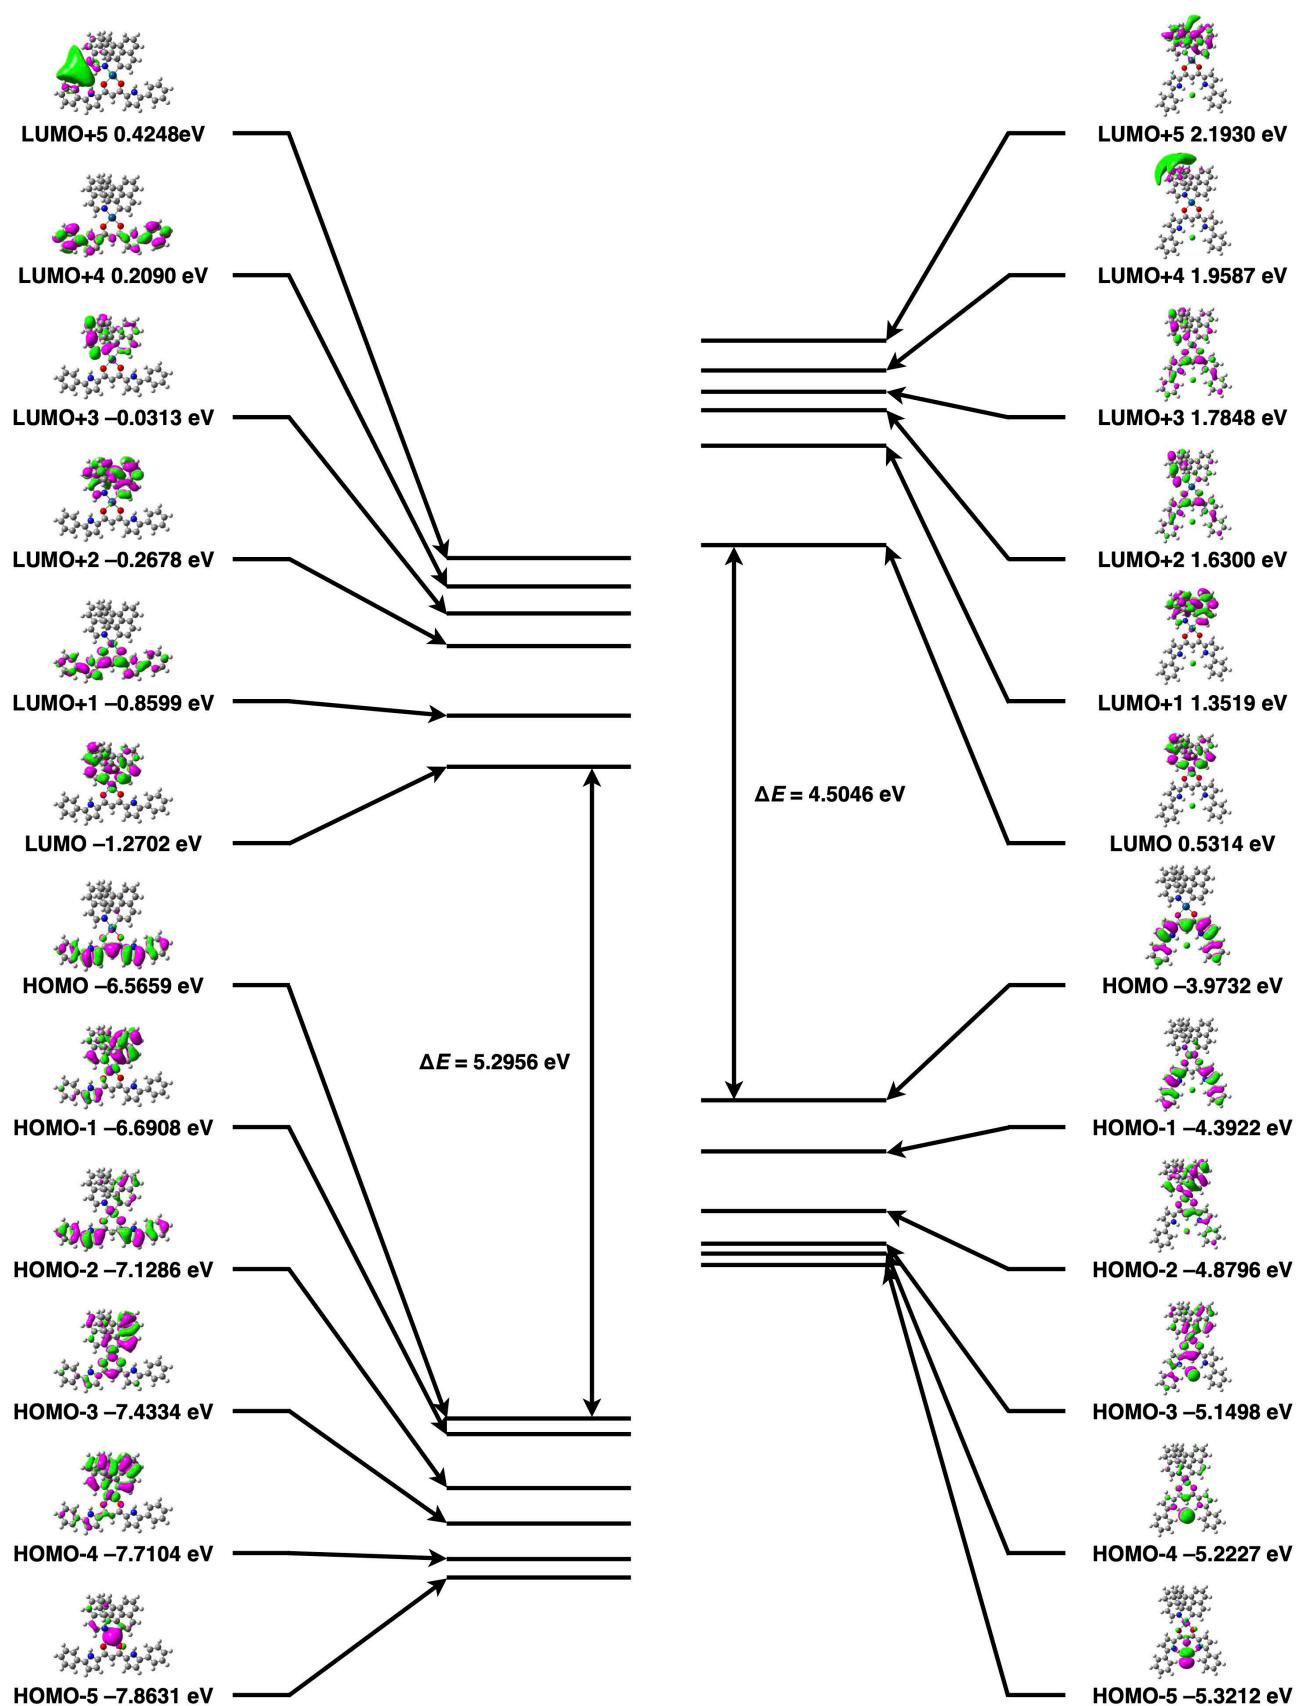 LUMO+5 0.4248eV
LUMO+4 0.2090 eV
LUMO+3 –0.0313 eV
LUMO+2 –0.2678 eV
LUMO+1 –0.8599 eV
LUMO –1.2702 eV
HOMO –6.5659 eV
HOMO-1 –6.6908 eV
HOMO-2 –7.1286 eV
HOMO-3 –7.4334 eV
HOMO-4 –7.7104 eV
HOMO-5 –7.8631 eV
ΔE = 5.2956 eV
ΔE = 4.5046 eV
LUMO+5 2.1930 eV
LUMO+4 1.9587 eV
LUMO+3 1.7848 eV
LUMO+2 1.6300 eV
LUMO+1 1.3519 eV
LUMO 0.5314 eV
HOMO –3.9732 eV
HOMO-1 –4.3922 eV
HOMO-2 –4.8796 eV
HOMO-3 –5.1498 eV
HOMO-4 –5.2227 eV
HOMO-5 –5.3212 eV